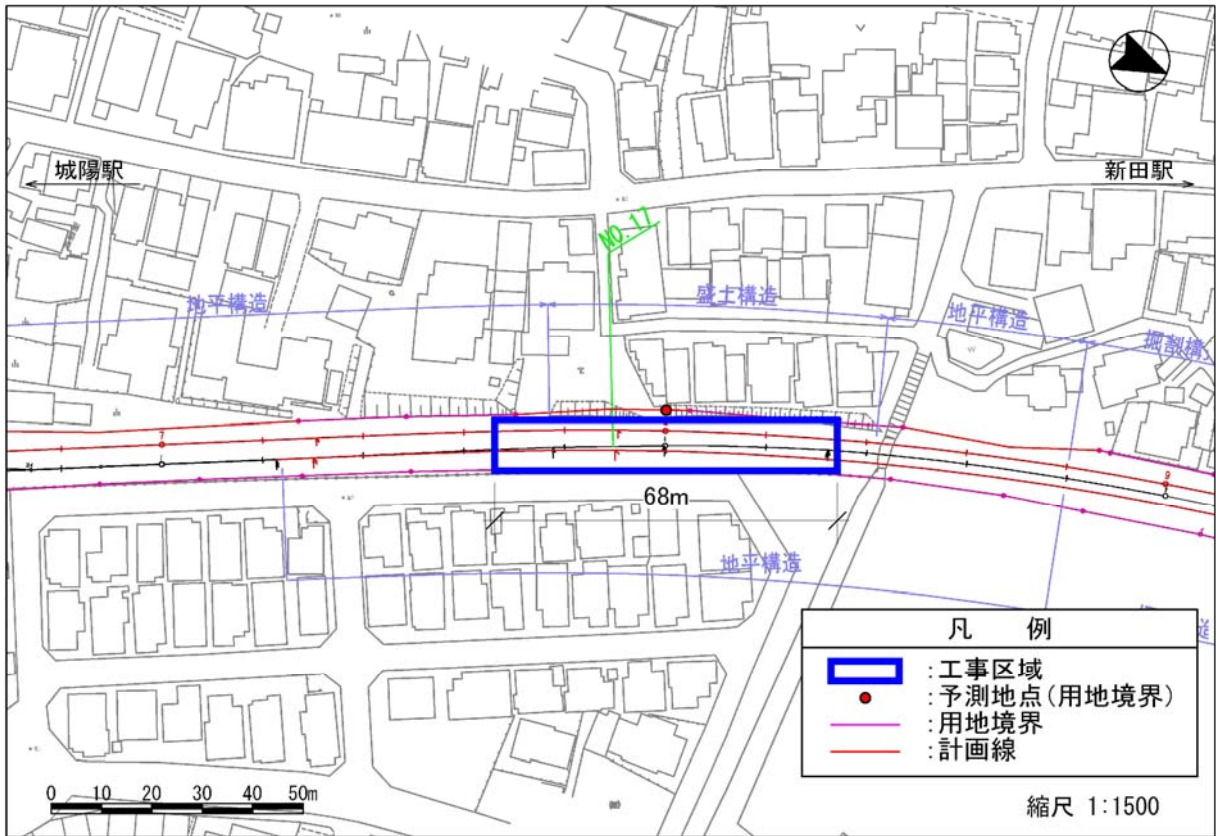 城陽駅
新田駅
NO.17
地平構造
盛土構造
地平構造
掘割構
7
9
68m
地平構造
凡 例
:工事区域
:予測地点(用地境界)
:用地境界
:計画線
0 10 20 30 40 50m
縮尺 1:1500